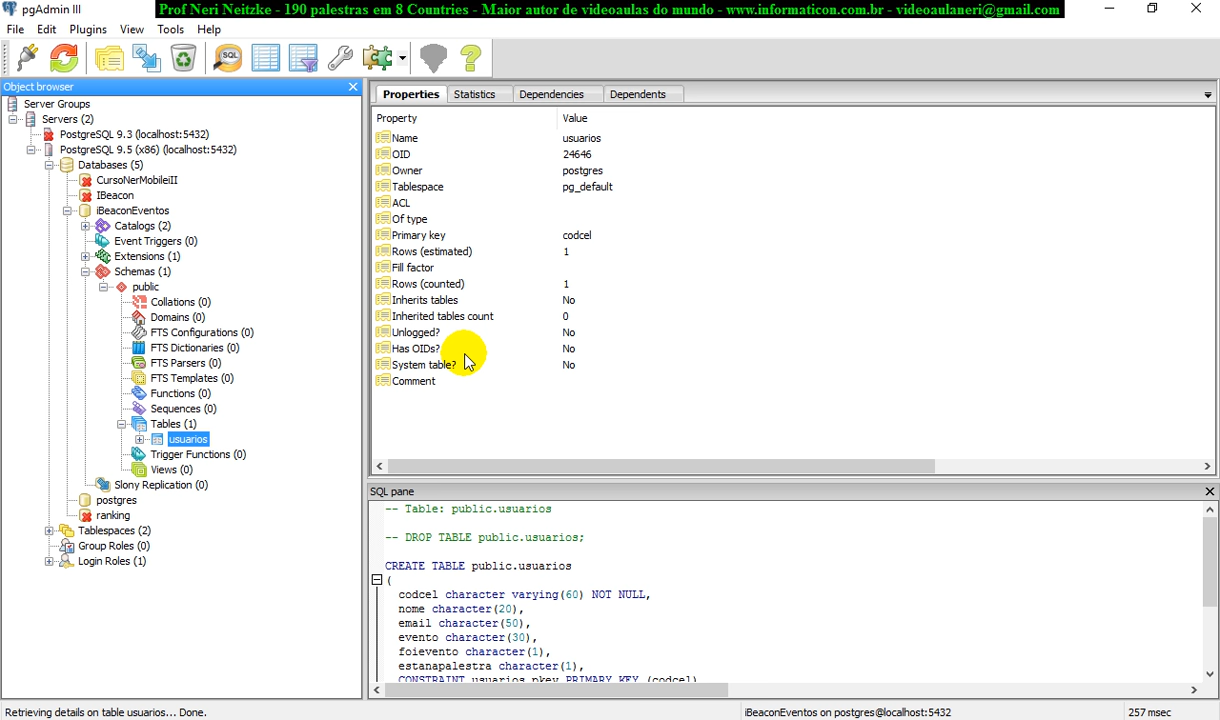 pgAdmin III
Prof Neri Neitzke - 190 palestras em 8 Countries - Maior autor de videoaulas do mundo - www.informaticon.com.br - videoaulaneri@gmail.com
File Edit Plugins View Tools Help
SQL
Object browser
Server Groups
Servers (2)
PostgreSQL 9.3 (localhost:5432)
PostgreSQL 9.5 (x86) (localhost:5432)
Databases (5)
CursoNerMobileII
IBeacon
iBeaconEventos
Catalogs (2)
Event Triggers (0)
Extensions (1)
Schemas (1)
public
Collations (0)
Domains (0)
FTS Configurations (0)
FTS Dictionaries (0)
FTS Parsers (0)
FTS Templates (0)
Functions (0)
Sequences (0)
Tables (1)
usuarios
Trigger Functions (0)
Views (0)
Slony Replication (0)
postgres
ranking
Tablespaces (2)
Group Roles (0)
Login Roles (1)
Properties Statistics Dependencies Dependents
Property Value
Name usuarios
OID 24646
Owner postgres
Tablespace pg_default
ACL
Of type
Primary key codcel
Rows (estimated) 1
Fill factor
Rows (counted) 1
Inherits tables No
Inherited tables count 0
Unlogged? No
Has OIDs? No
System table? No
Comment
SQL pane
-- Table: public.usuarios
-- DROP TABLE public.usuarios;
CREATE TABLE public.usuarios
(
codcel character varying(60) NOT NULL,
nome character(20),
email character(50),
evento character(30),
foievento character(1),
estanapalestra character(1),
CONSTRAINT usuarios_pkey PRIMARY KEY (codcel)
Retrieving details on table usuarios... Done.
iBeaconEventos on postgres@localhost:5432
257 msec